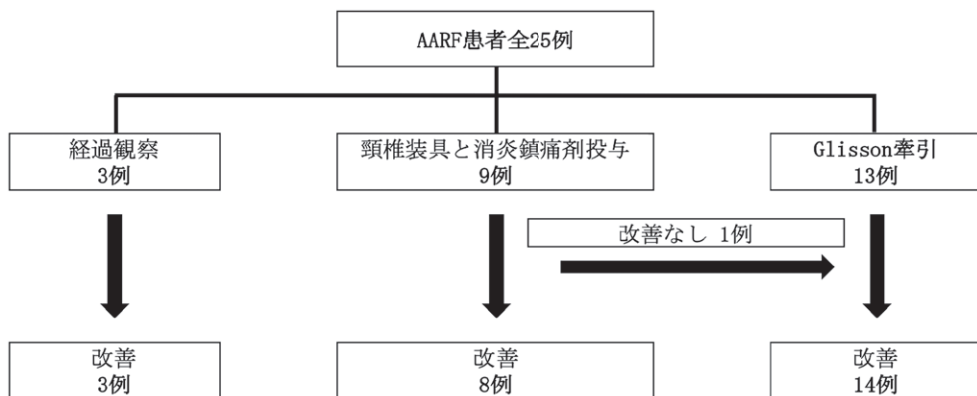 AARF患者全25例
経過観察
3例
頸椎装具と消炎鎮痛剤投与
9例
Glisson牽引
13例
改善なし 1例
改善
3例
改善
8例
改善
14例